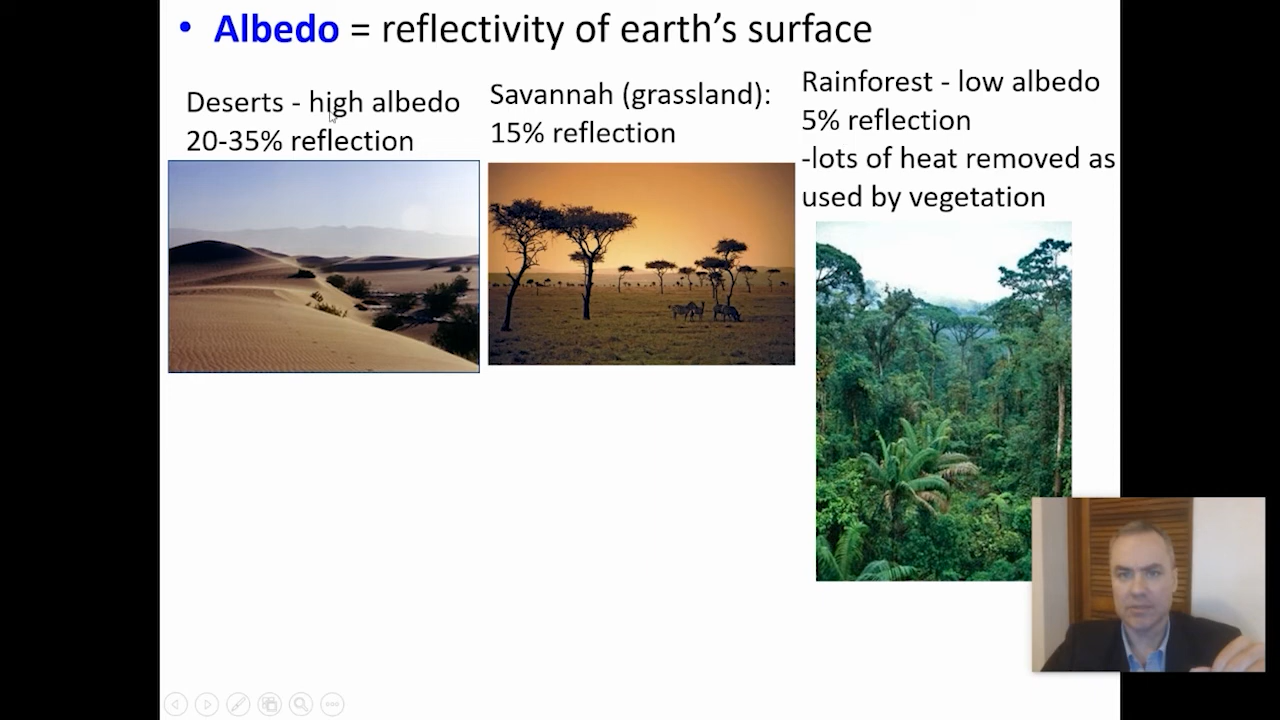 • Albedo = reflectivity of earth’s surface
Deserts - high albedo
20-35% reflection
Savannah (grassland):
15% reflection
Rainforest - low albedo
5% reflection
-lots of heat removed as
used by vegetation